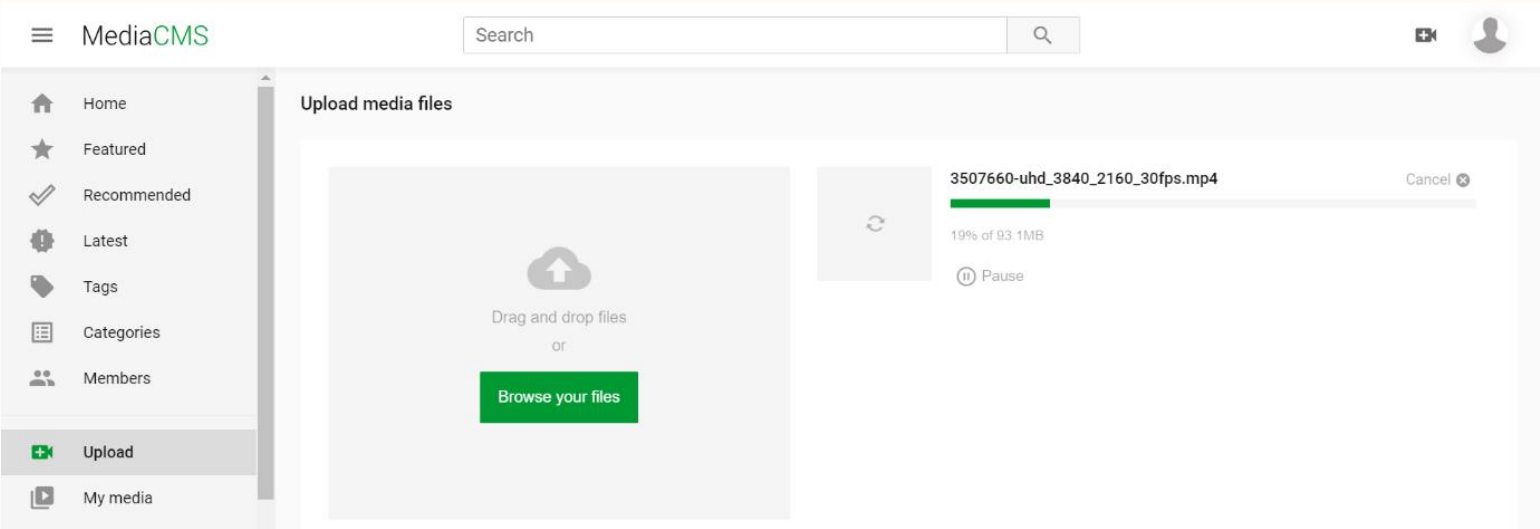 MediaCMS
Search
Home
Featured
Recommended
Latest
Tags
Categories
Members
Upload
My media
Upload media files
Drag and drop files
or
Browse your files
3507660-uhd_3840_2160_30fps.mp4
Cancel
19% of 93 1MB
Pause